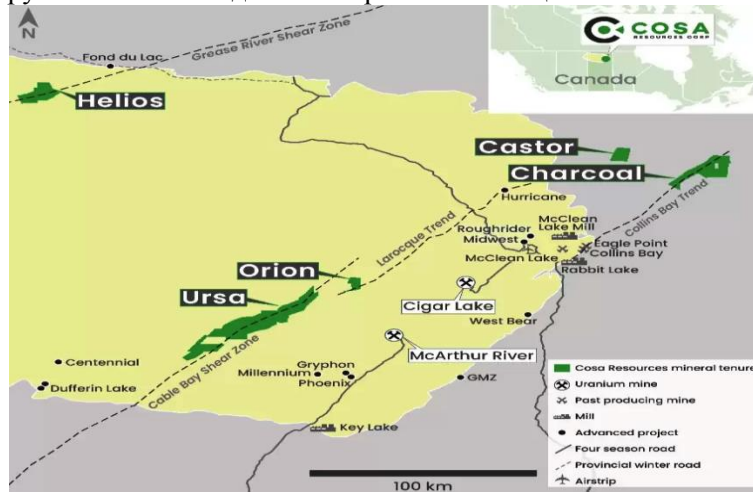 N
COSA
RESOURCES CORP
Canada
Fond du Lac
Grease River Shear Zone
Helios
Castor
Charcoal
Hurricane
Collins Bay Trend
Larocque Trend
Roughrider
Midwest
McClean
Lake Mill
McClean Lake
Eagle Point
Collins Bay
Rabbit Lake
Orion
Ursa
Cigar Lake
West Bear
McArthur River
Cable Bay Shear Zone
Centennial
Dufferin Lake
Gryphon
Millennium
Phoenix
GMZ
Key Lake
100 km
Cosa Resources mineral tenure
Uranium mine
Past producing mine
Mill
Advanced project
Four season road
Provincial winter road
Airstrip